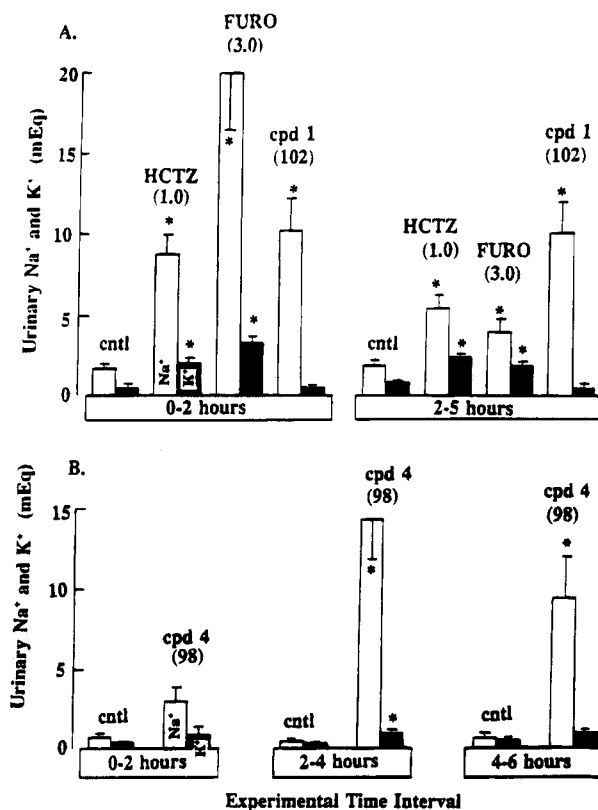 A.
FURO
(3.0)
HCTZ
(1.0)
cpd 1
(102)
cntl
Na⁺
K⁺
0-2 hours
cpd 1
(102)
HCTZ
(1.0)
FURO
(3.0)
cntl
2-5 hours
Urinary Na⁺ and K⁺ (mEq)
20
15
10
5
0
* * * * *
* * * * *
B.
cpd 4
(98)
cntl
Na⁺
K⁺
0-2 hours
cpd 4
(98)
cntl
* *
2-4 hours
cpd 4
(98)
*
cntl
4-6 hours
Urinary Na⁺ and K⁺ (mEq)
15
10
5
0
Experimental Time Interval